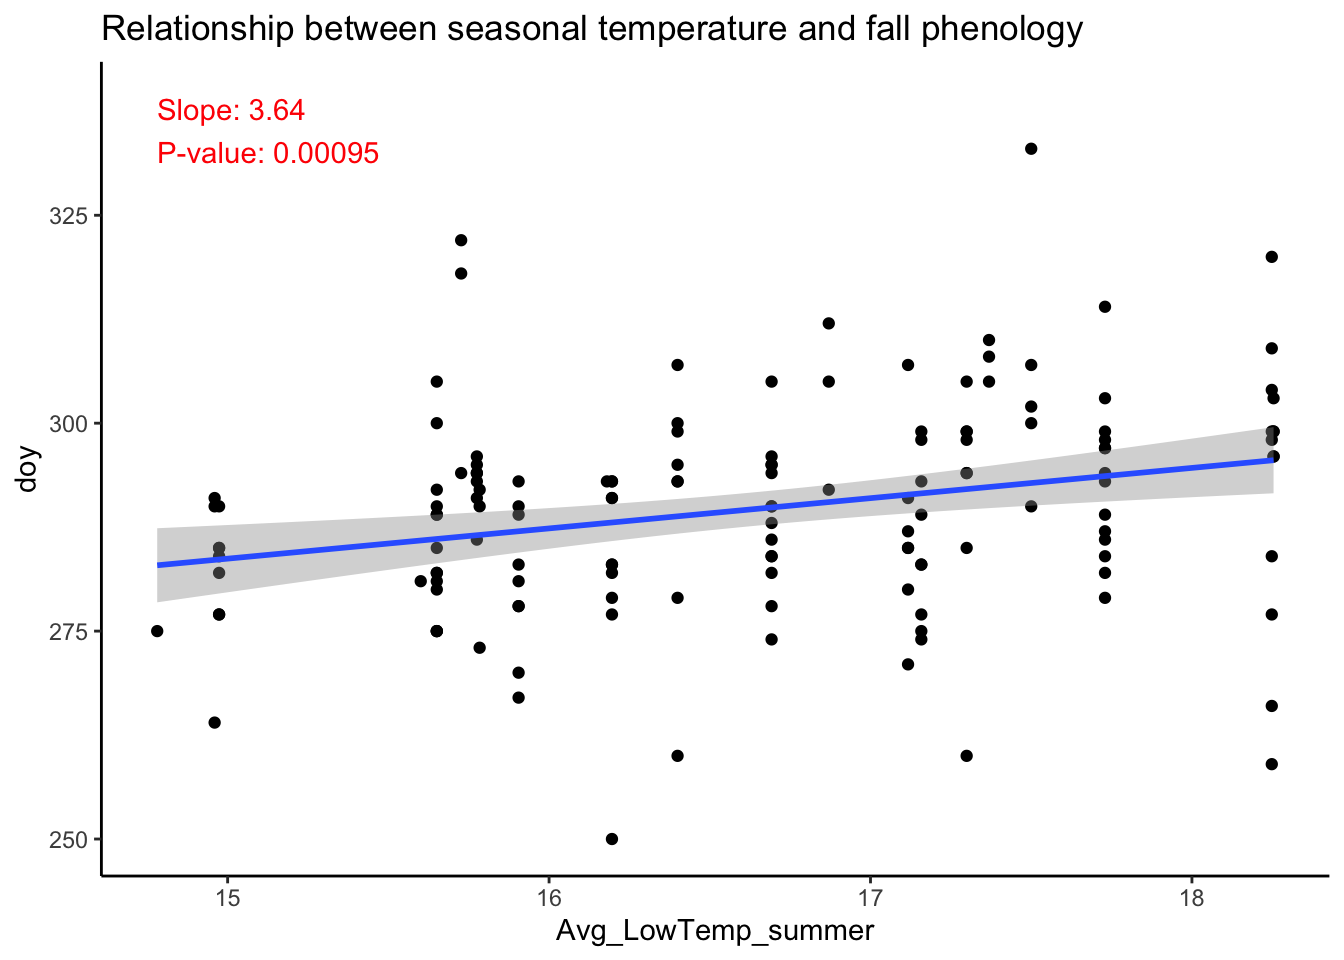 Relationship between seasonal temperature and fall phenology
Slope: 3.64
P-value: 0.00095
325
300
275
250
doy
15 16 17 18
Avg_LowTemp_summer